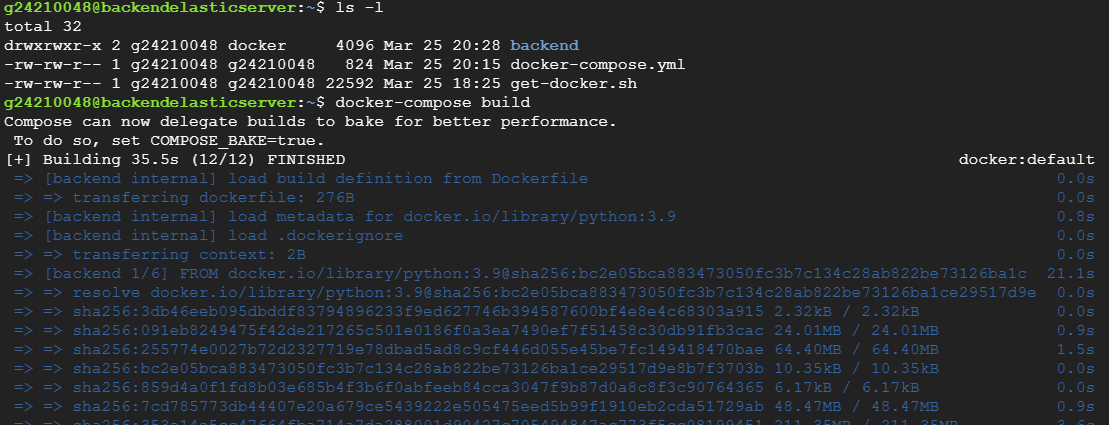 g24210048@backendelasticserver:~$ ls -l
total 32
drwxrwxr-x 2 g24210048 docker     4096 Mar 25 20:28 backend
-rw-rw-r-- 1 g24210048 g24210048   824 Mar 25 20:15 docker-compose.yml
-rw-rw-r-- 1 g24210048 g24210048 22592 Mar 25 18:25 get-docker.sh
g24210048@backendelasticserver:~$ docker-compose build
Compose can now delegate builds to bake for better performance.
 To do so, set COMPOSE_BAKE=true.
[+] Building 35.5s (12/12) FINISHED docker:default
 => [backend internal] load build definition from Dockerfile 0.0s
 => => transferring dockerfile: 276B 0.0s
 => [backend internal] load metadata for docker.io/library/python:3.9 0.8s
 => [backend internal] load .dockerignore 0.0s
 => => transferring context: 2B 0.0s
 => [backend 1/6] FROM docker.io/library/python:3.9@sha256:bc2e05bca883473050fc3b7c134c28ab822be73126ba1c 21.1s
 => => resolve docker.io/library/python:3.9@sha256:bc2e05bca883473050fc3b7c134c28ab822be73126ba1ce29517d9e 0.0s
 => => sha256:3db46eeb095dbddf83794896233f9ed627746b394587600bf4e8e4c68303a915 2.32kB / 2.32kB 0.0s
 => => sha256:091eb8249475f42de217265c501e0186f0a3ea7490ef7f51458c30db91fb3cac 24.01MB / 24.01MB 0.9s
 => => sha256:255774e0027b72d2327719e78dbad5ad8c9cf446d055e45be7fc149418470bae 64.40MB / 64.40MB 1.5s
 => => sha256:bc2e05bca883473050fc3b7c134c28ab822be73126ba1ce29517d9e8b7f3703b 10.35kB / 10.35kB 0.0s
 => => sha256:859d4a0f1fd8b03e685b4f3b6f0abfeeb84cca3047f9b87d0a8c8f3c90764365 6.17kB / 6.17kB 0.0s
 => => sha256:7cd785773db44407e20a679ce5439222e505475eed5b99f1910eb2cda51729ab 48.47MB / 48.47MB 0.9s